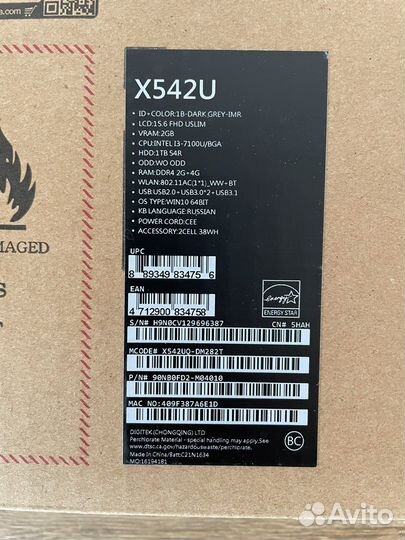 s.com
X542U
• ID+COLOR:1B-DARK GREY-IMR
• LCD:15.6 FHD USLIM
• VRAM:2GB
• CPU:INTEL I3-7100U/BGA
• HDD:1TB 54R
• ODD:WO ODD
• RAM:DDR4 2G+4G
• WLAN:802.11AC(1*1)_WW+BT
• USB:USB2.0+USB3.0*2+USB3.1
• OS TYPE:WIN10 64BIT
• KB LANGUAGE:RUSSIAN
• POWER CORD:CEE
• ACCESSORY:2CELL 38WH
MAGED
S
UPC
8 89349 83475 6
EAN
4 712900 834758
energy
ENERGY STAR
S/N# H9N0CV129696387
CN# 5HAH
MCODE# X542UQ-DM282T
P/N# 90NB0FD2-M04010
MAC NO:409F387A6E1D
DIGITEK (CHONGQING) LTD
Perchlorate Material - special handling may apply.See
www.dtsc.ca.gov/hazardouswaste/perchlorate.
Made In China/Batt:C21N1634
MO:16194181
BC
Avito